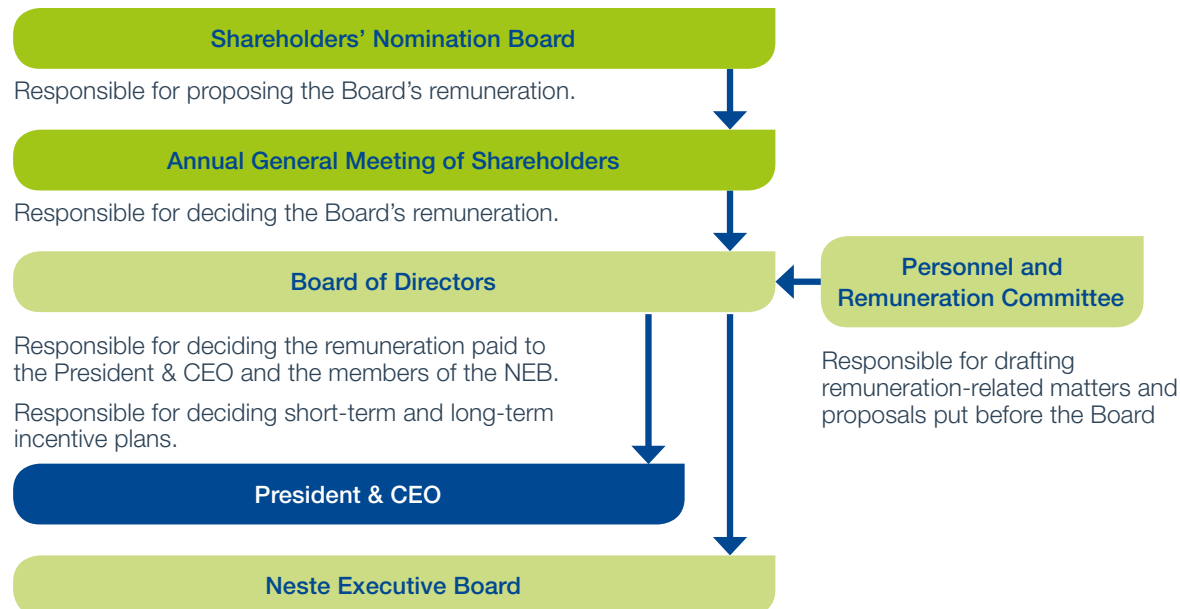 Shareholders’ Nomination Board
Responsible for proposing the Board’s remuneration.
Annual General Meeting of Shareholders
Responsible for deciding the Board’s remuneration.
Board of Directors
Personnel and
Remuneration Committee
Responsible for deciding the remuneration paid to
the President & CEO and the members of the NEB.
Responsible for deciding short-term and long-term
incentive plans.
Responsible for drafting
remuneration-related matters and
proposals put before the Board
President & CEO
Neste Executive Board